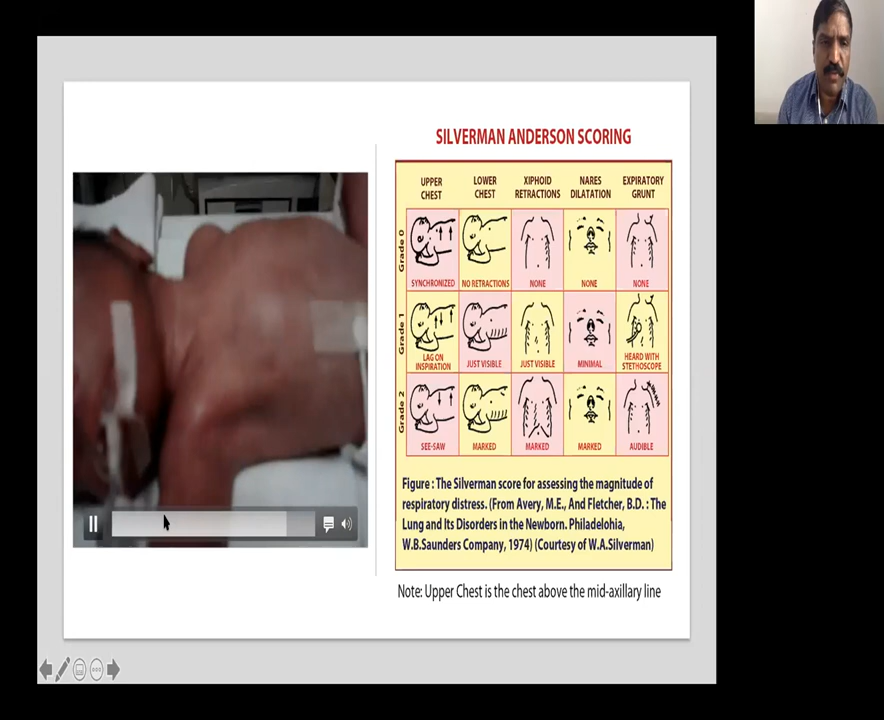 SILVERMAN ANDERSON SCORING
UPPER CHEST
LOWER CHEST
XIPHOID RETRACTIONS
NARES DILATATION
EXPIRATORY GRUNT
Grade 0
SYNCHRONIZED
NO RETRACTIONS
NONE
NONE
NONE
Grade 1
LAG ON INSPIRATION
JUST VISIBLE
JUST VISIBLE
MINIMAL
HEARD WITH STETHOSCOPE
Grade 2
SEE-SAW
MARKED
MARKED
MARKED
AUDIBLE
Figure : The Silverman score for assessing the magnitude of
respiratory distress. (From Avery, M.E., And Fletcher, B.D. : The
Lung and Its Disorders in the Newborn. Philadelohia,
W.B.Saunders Company, 1974) (Courtesy of W.A.Silverman)
Note: Upper Chest is the chest above the mid-axillary line